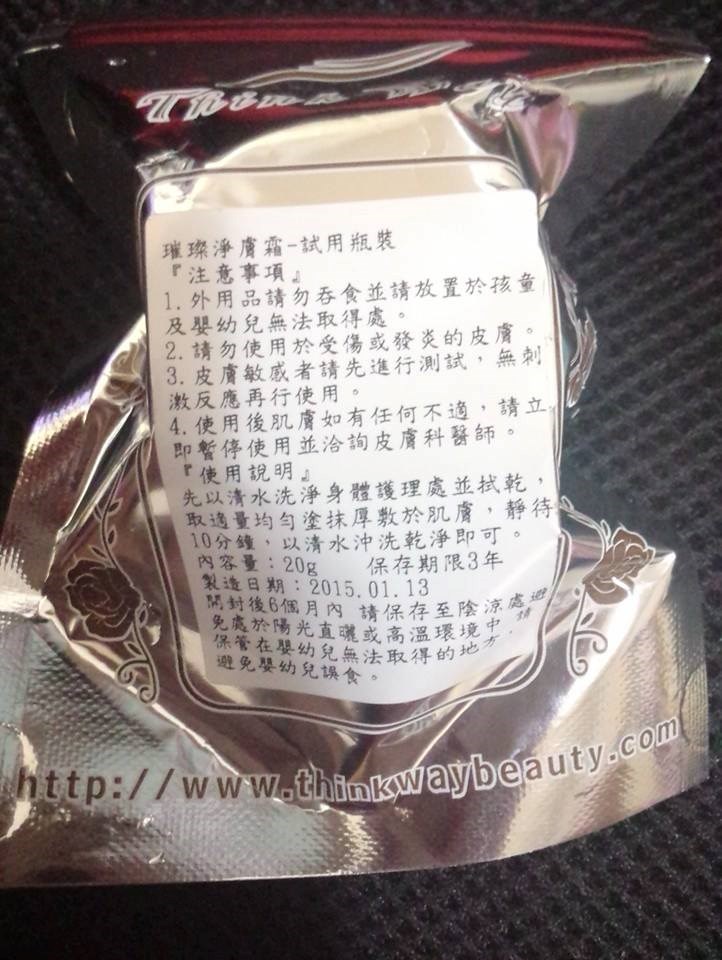 Think Way
璀璨淨膚霜-試用瓶裝
『注意事項』
1. 外用品請勿吞食並請放置於孩童
及嬰幼兒無法取得處。
2. 請勿使用於受傷或發炎的皮膚。
3. 皮膚敏感者請先進行測試，無刺
激反應再行使用。
4. 使用後肌膚如有任何不適，請立
即暫停使用並洽詢皮膚科醫師。
『使用說明』
先以清水洗淨身體護理處並拭乾，
取適量均勻塗抹厚敷於肌膚，靜待
10分鐘，以清水沖洗乾淨即可。
內容量：20g 保存期限3年
製造日期：2015.01.13
開封後6個月內 請保存至陰涼處避
免處於陽光直曬或高溫環境中，請
保管在嬰幼兒無法取得的地方，
避免嬰幼兒誤食。
http://www.thinkwaybeauty.com